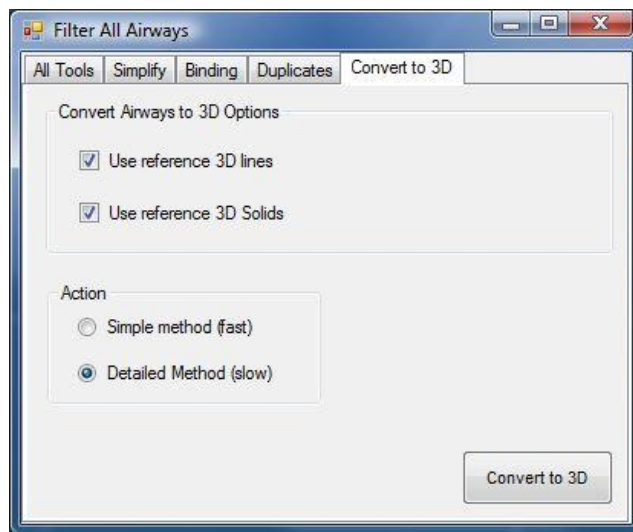 Filter All Airways
All Tools Simplify Binding Duplicates Convert to 3D
Convert Airways to 3D Options
Use reference 3D lines
Use reference 3D Solids
Action
Simple method (fast)
Detailed Method (slow)
Convert to 3D